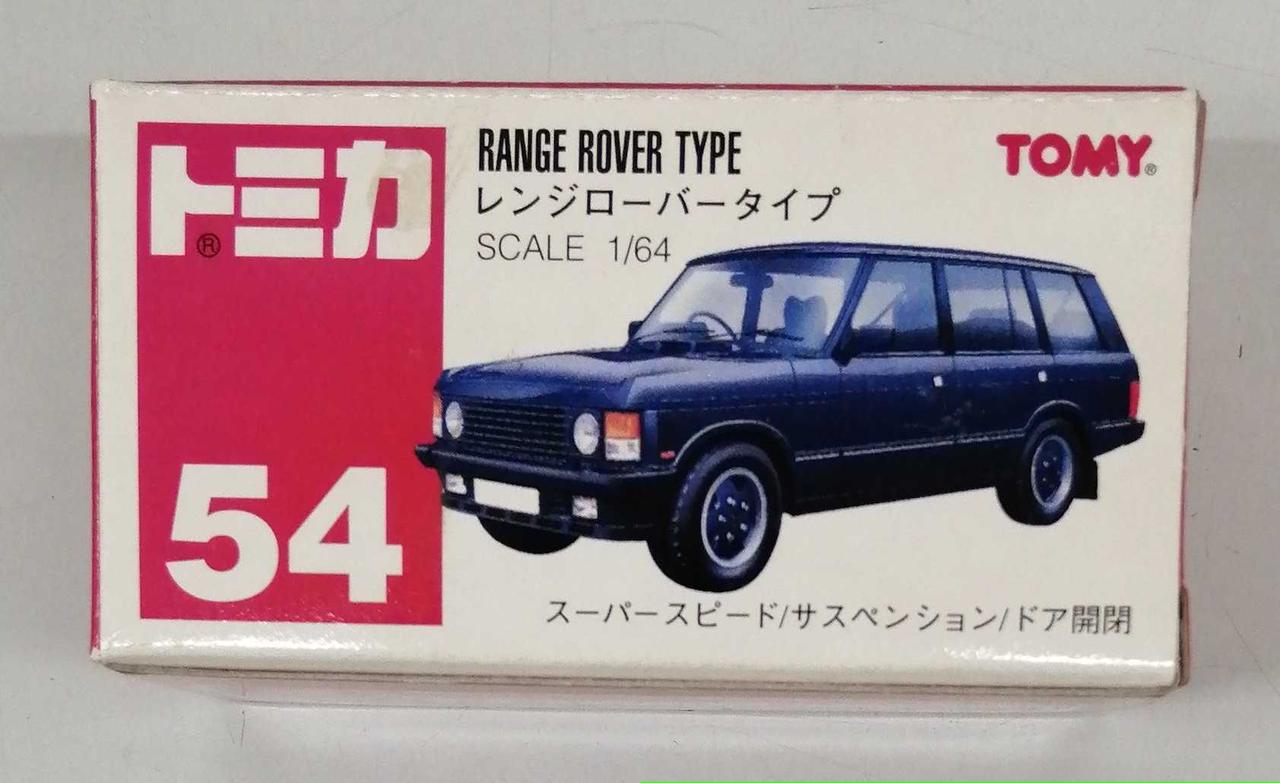 トミカ®
54
RANGE ROVER TYPE
レンジローバータイプ
SCALE 1/64
TOMY®
スーパースピード/サスペンション/ドア開閉